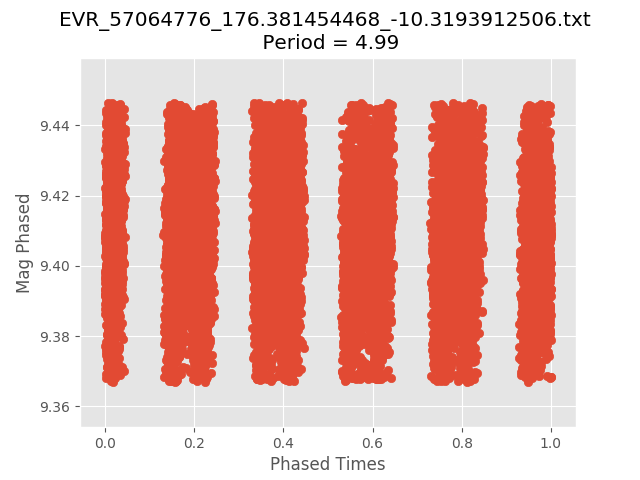 EVR_57064776_176.381454468_-10.3193912506.txt
Period = 4.99
Mag Phased
9.44
9.42
9.40
9.38
9.36
0.0 0.2 0.4 0.6 0.8 1.0
Phased Times